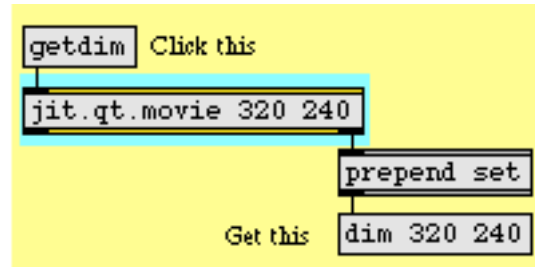 getdim Click this
jit.qt.movie 320 240
prepend set
Get this dim 320 240